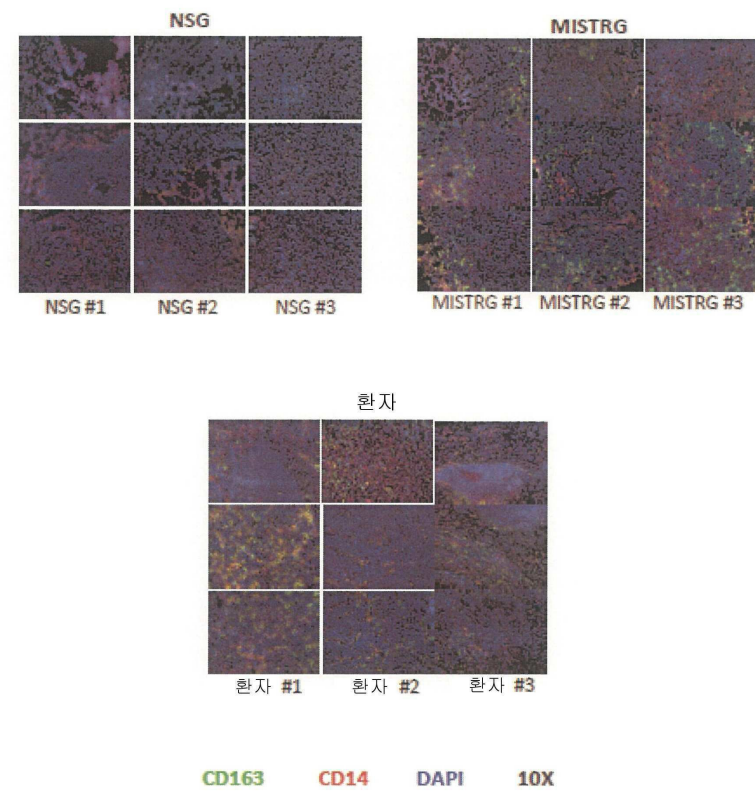 NSG
MISTRG
NSG #1 NSG #2 NSG #3
MISTRG #1 MISTRG #2 MISTRG #3
환자
환자 #1 환자 #2 환자 #3
CD163 CD14 DAPI 10X